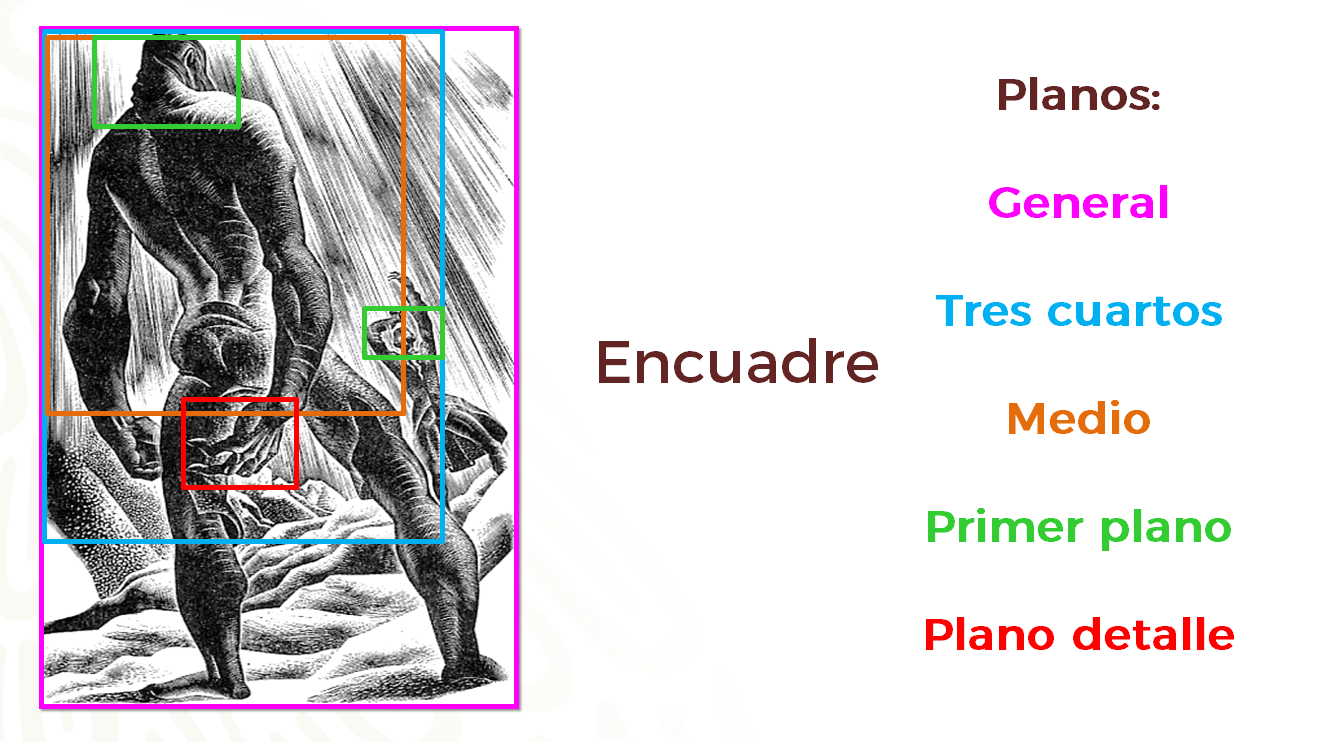 Encuadre
Planos:
General
Tres cuartos
Medio
Primer plano
Plano detalle